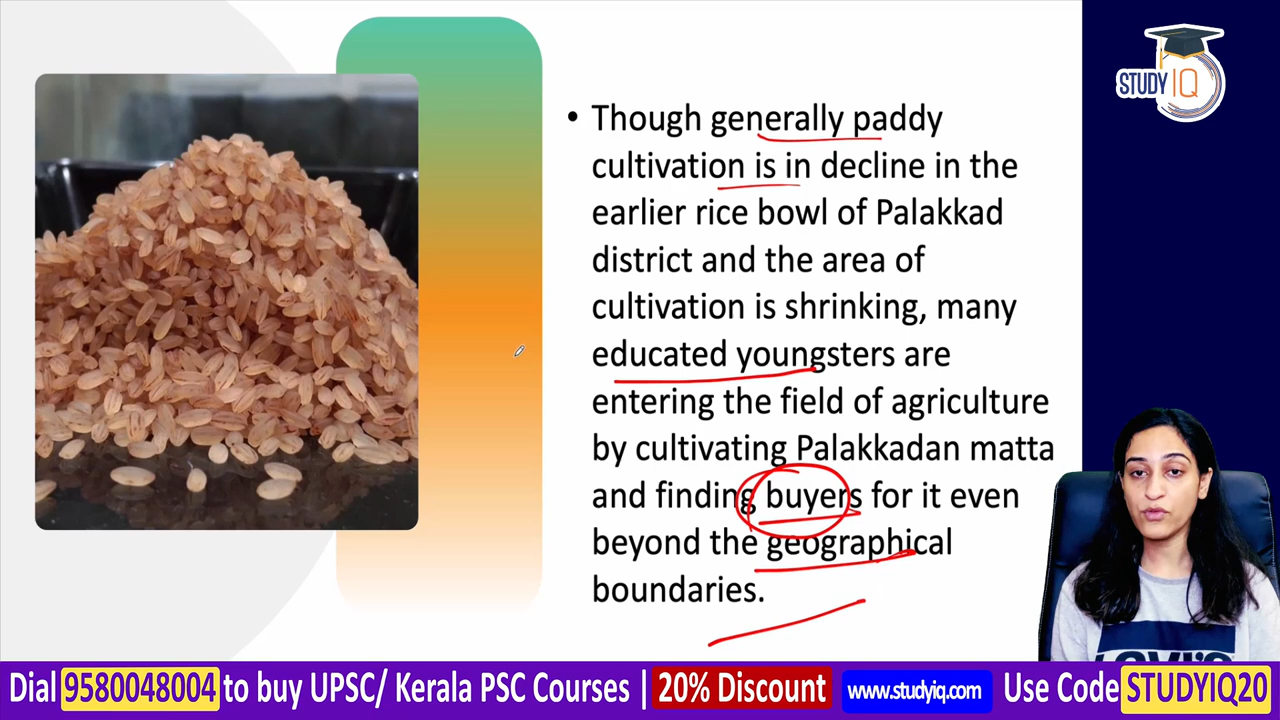 • Though generally paddy
cultivation is in decline in the
earlier rice bowl of Palakkad
district and the area of
cultivation is shrinking, many
educated youngsters are
entering the field of agriculture
by cultivating Palakkadan matta
and finding buyers for it even
beyond the geographical
boundaries.
STUDY IQ
LEVI'S
Dial 9580048004 to buy UPSC/ Kerala PSC Courses | 20% Discount www.studyiq.com Use Code STUDYIQ20